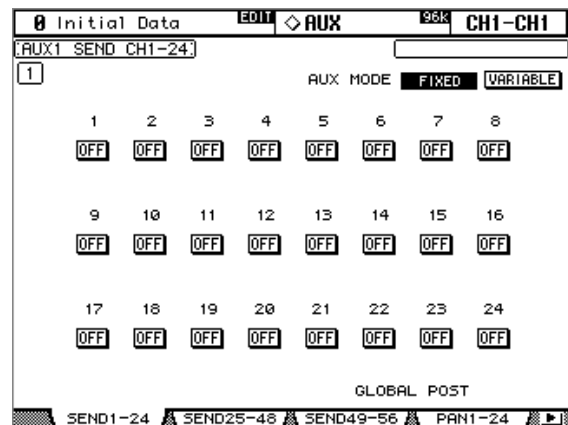 0 Initial Data EDIT ◇ AUX 96k CH1-CH1
AUX1 SEND CH1-24
1 AUX MODE FIXED VARIABLE
1 2 3 4 5 6 7 8
OFF OFF OFF OFF OFF OFF OFF OFF
9 10 11 12 13 14 15 16
OFF OFF OFF OFF OFF OFF OFF OFF
17 18 19 20 21 22 23 24
OFF OFF OFF OFF OFF OFF OFF OFF
GLOBAL POST
SEND1-24 SEND25-48 SEND49-56 PAN1-24